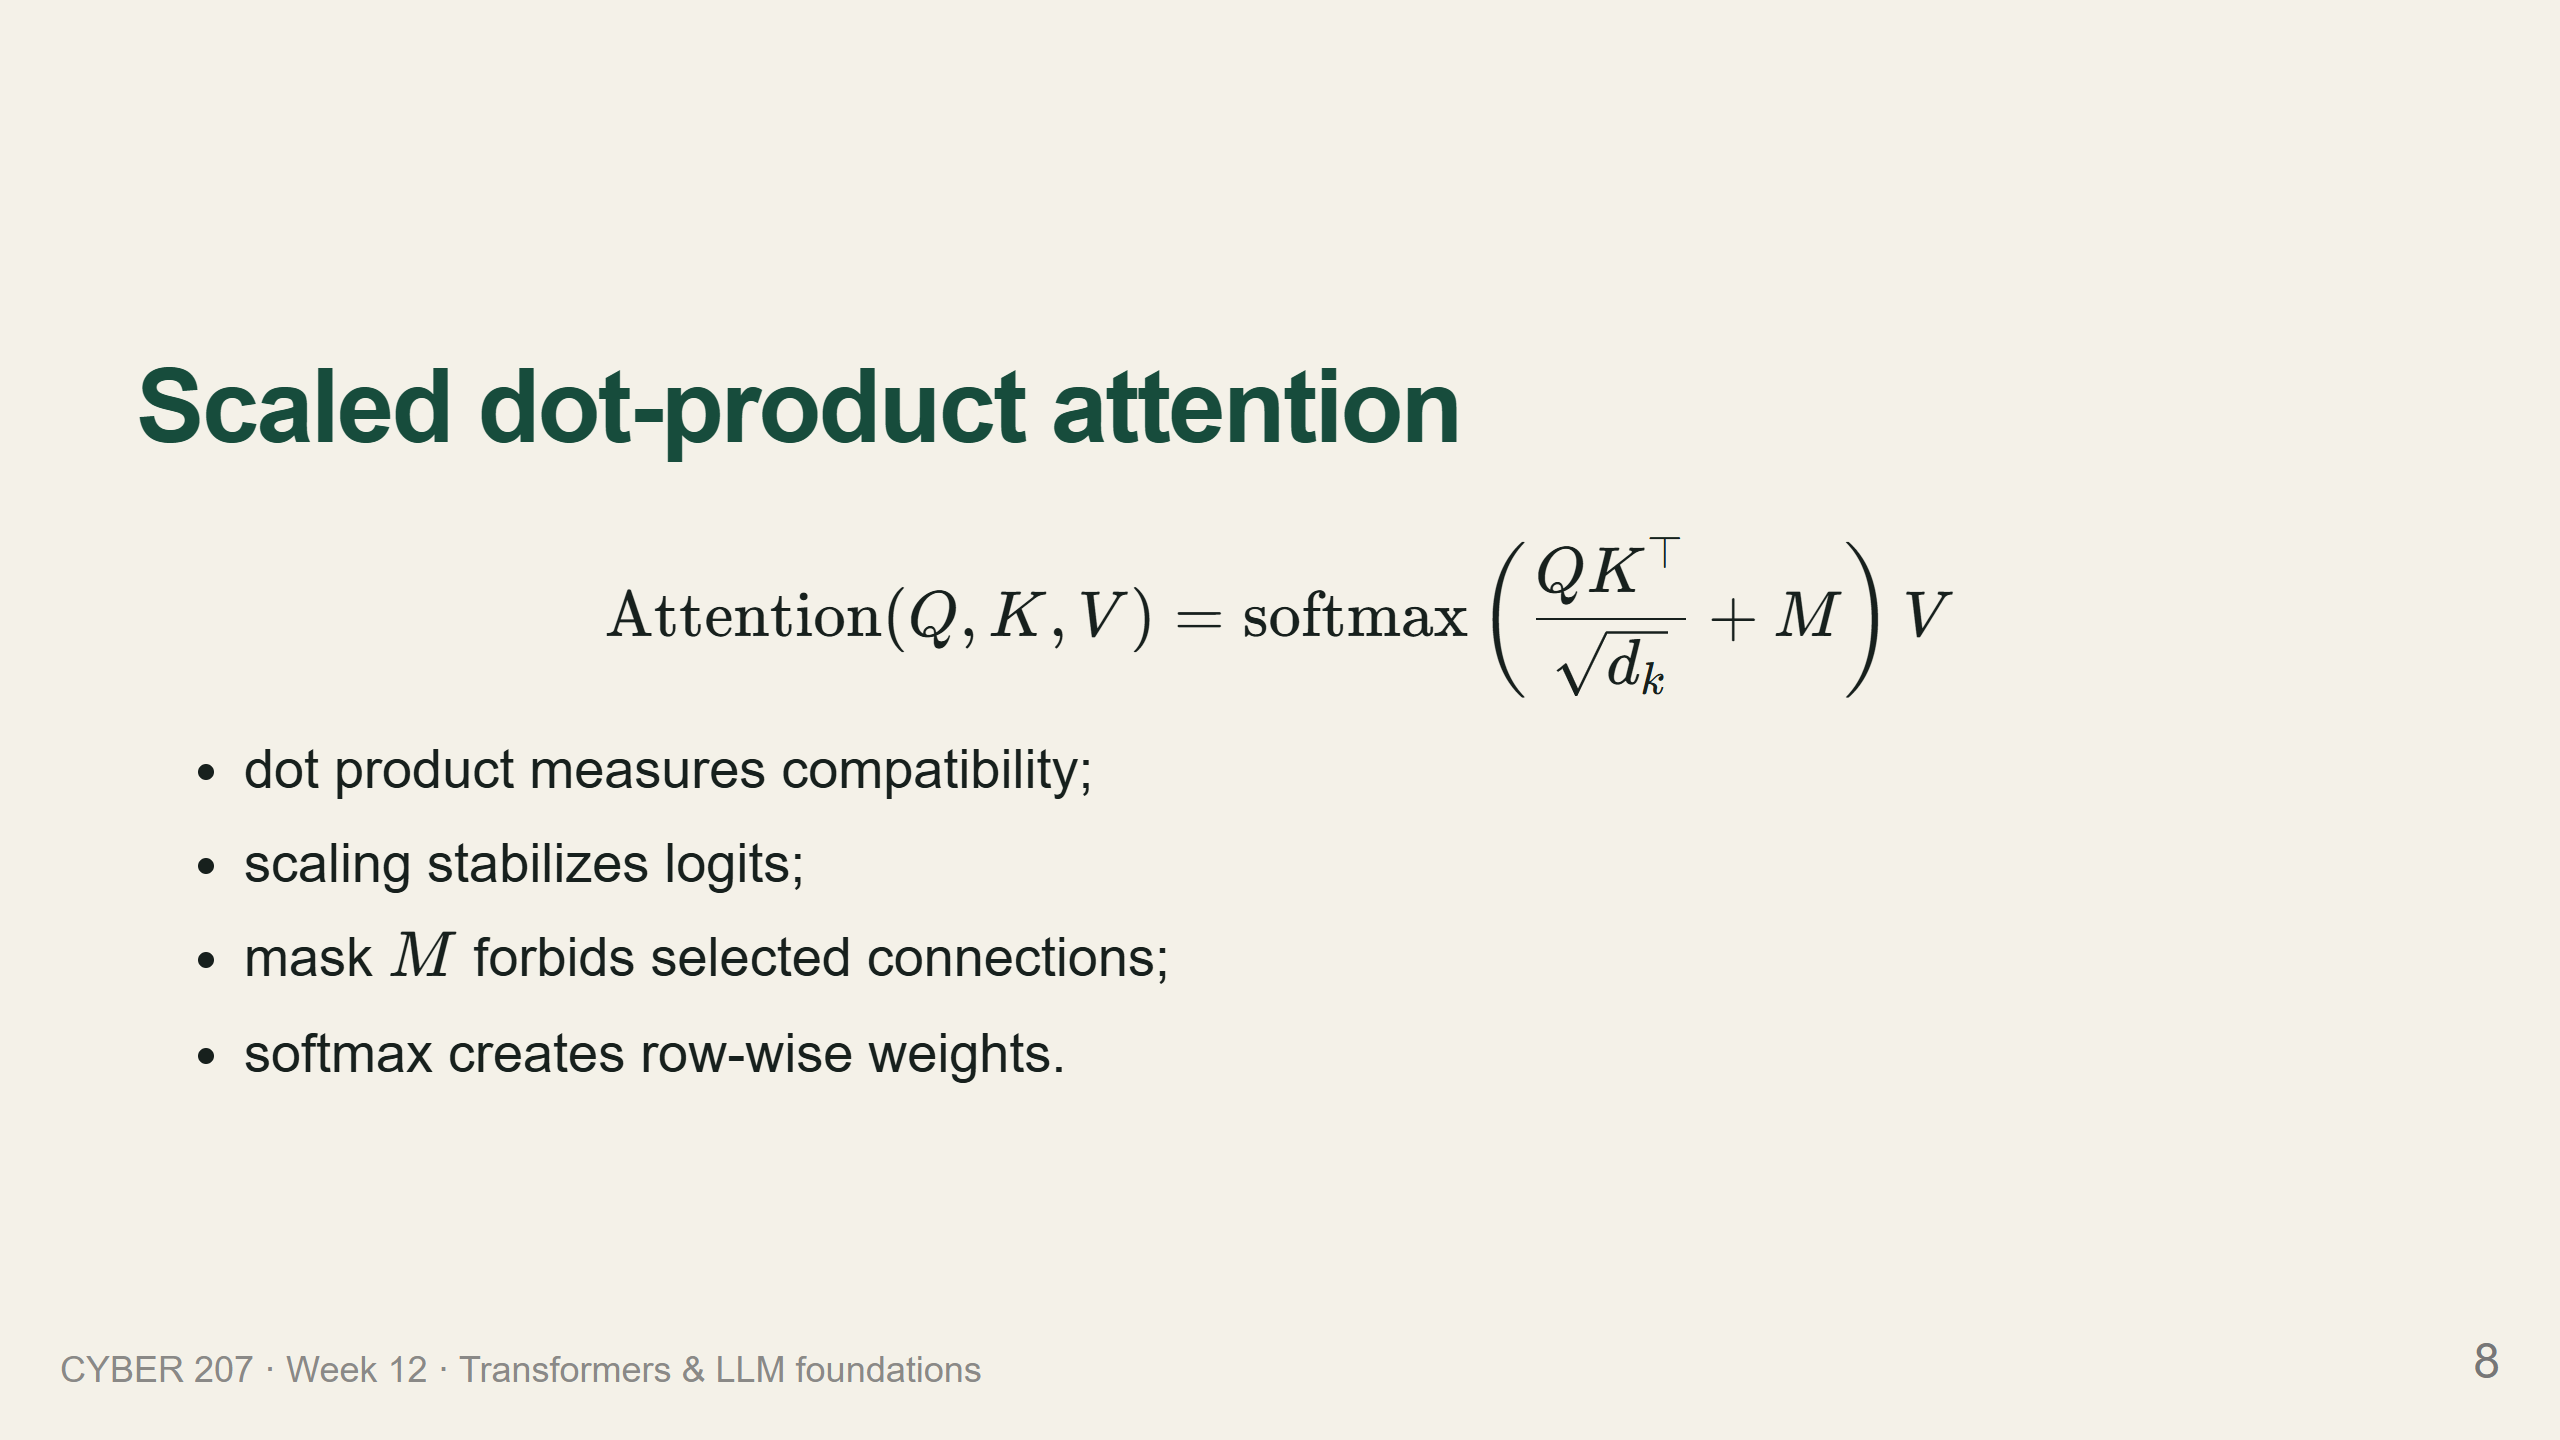 Scaled dot-product attention
Attention(Q, K, V) = softmax(QK⊤/√dₖ + M) V
• dot product measures compatibility;
• scaling stabilizes logits;
• mask M forbids selected connections;
• softmax creates row-wise weights.
CYBER 207 · Week 12 · Transformers & LLM foundations
8